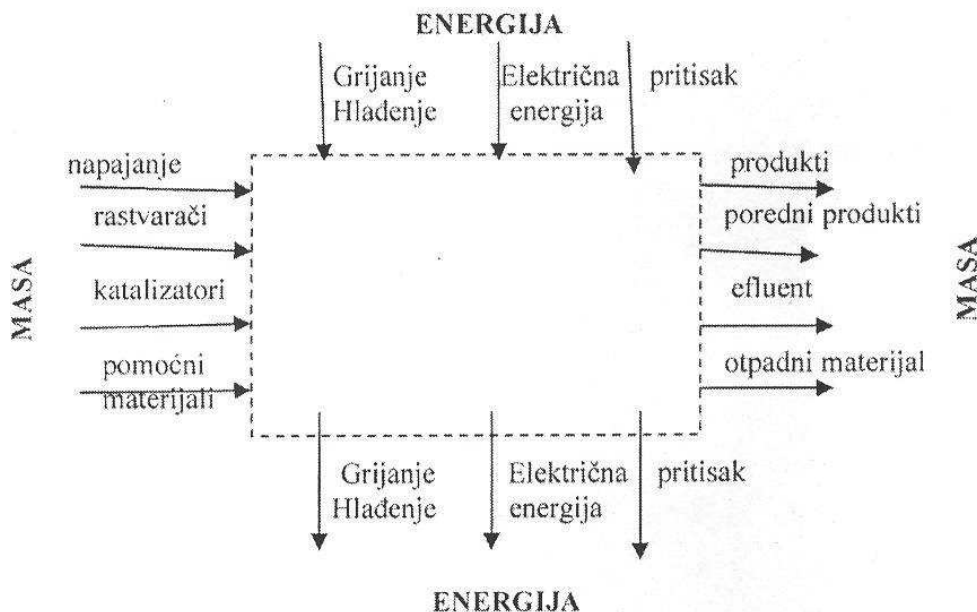 ENERGIJA
Grijanje
Hlađenje
Električna
energija
pritisak
napajanje
rastvarači
katalizatori
pomoćni
materijali
MASA
produkti
poredni produkti
efluent
otpadni materijal
MASA
Grijanje
Hlađenje
Električna
energija
pritisak
ENERGIJA